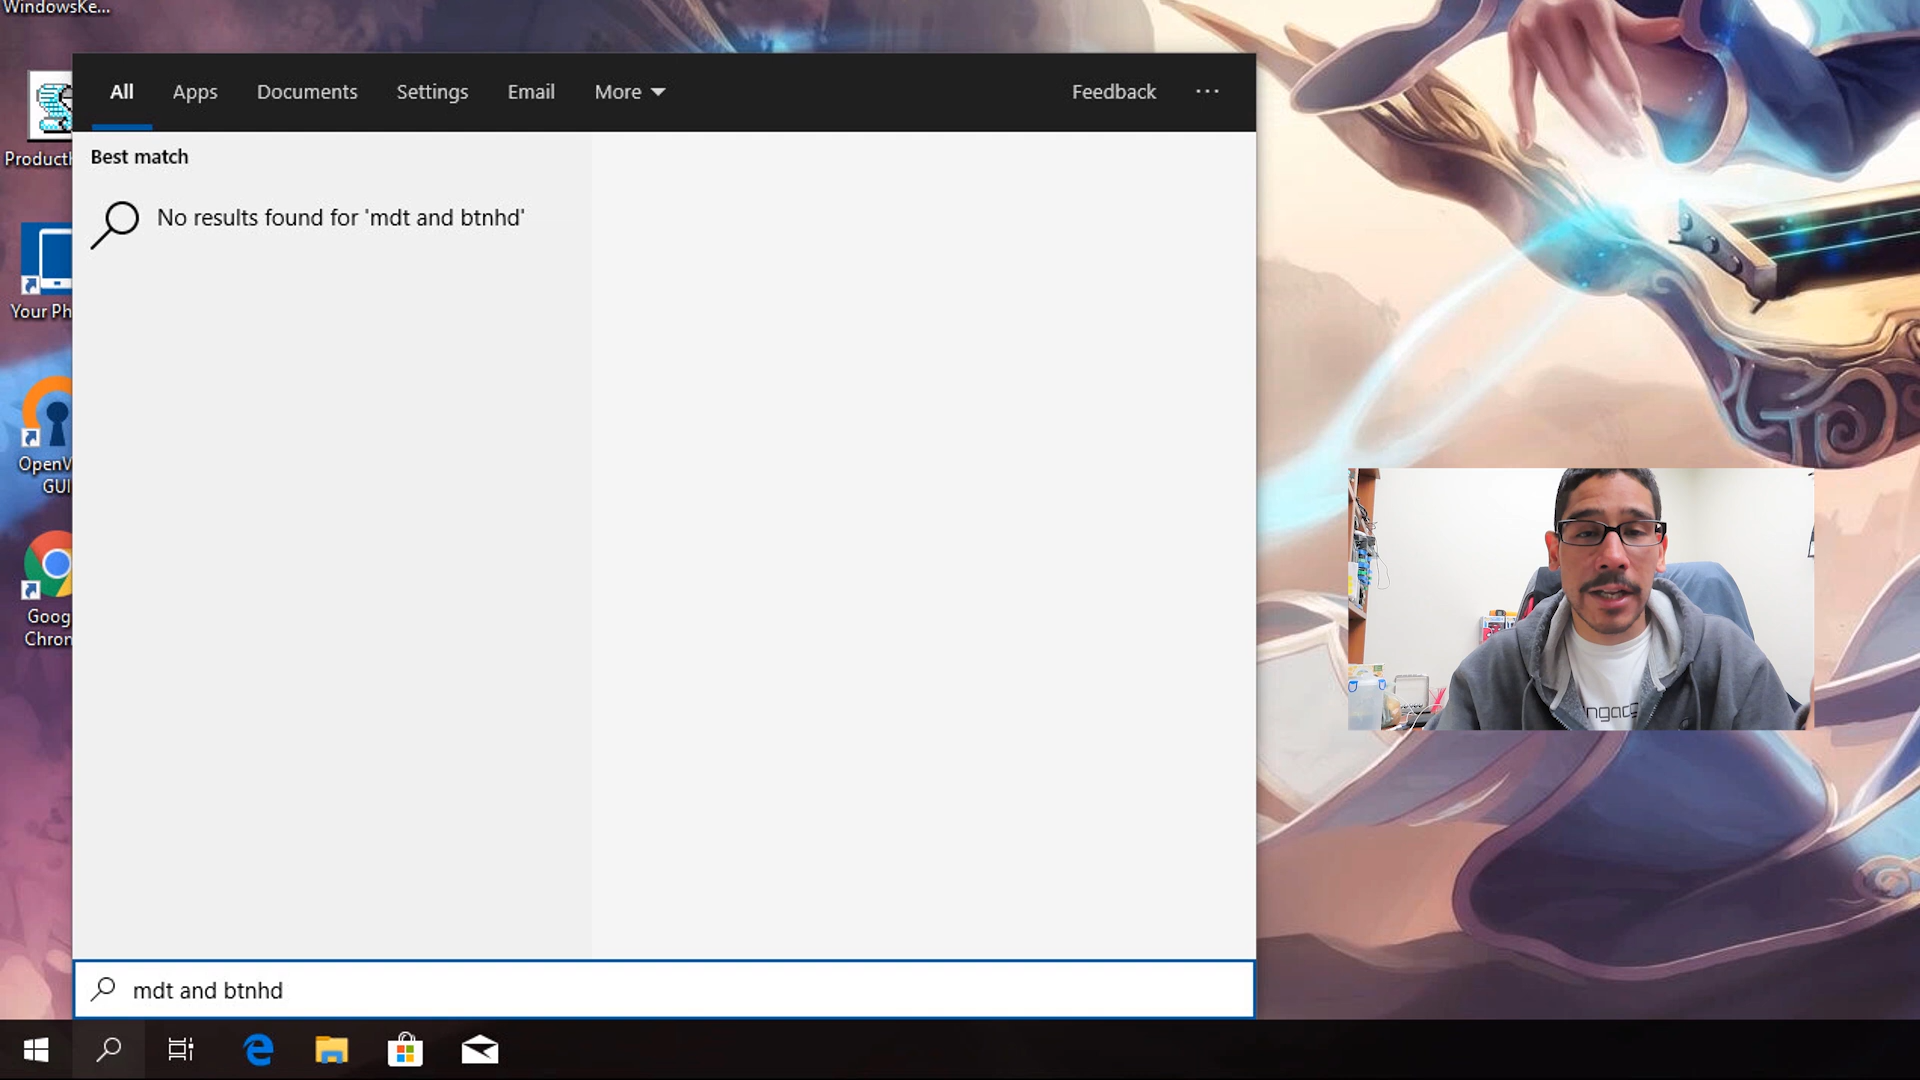 WindowsKe...
All Apps Documents Settings Email More Feedback ...
Best match
No results found for 'mdt and btnhd'
Your Ph
OpenV
GUI
Goog
Chron
mdt and btnhd